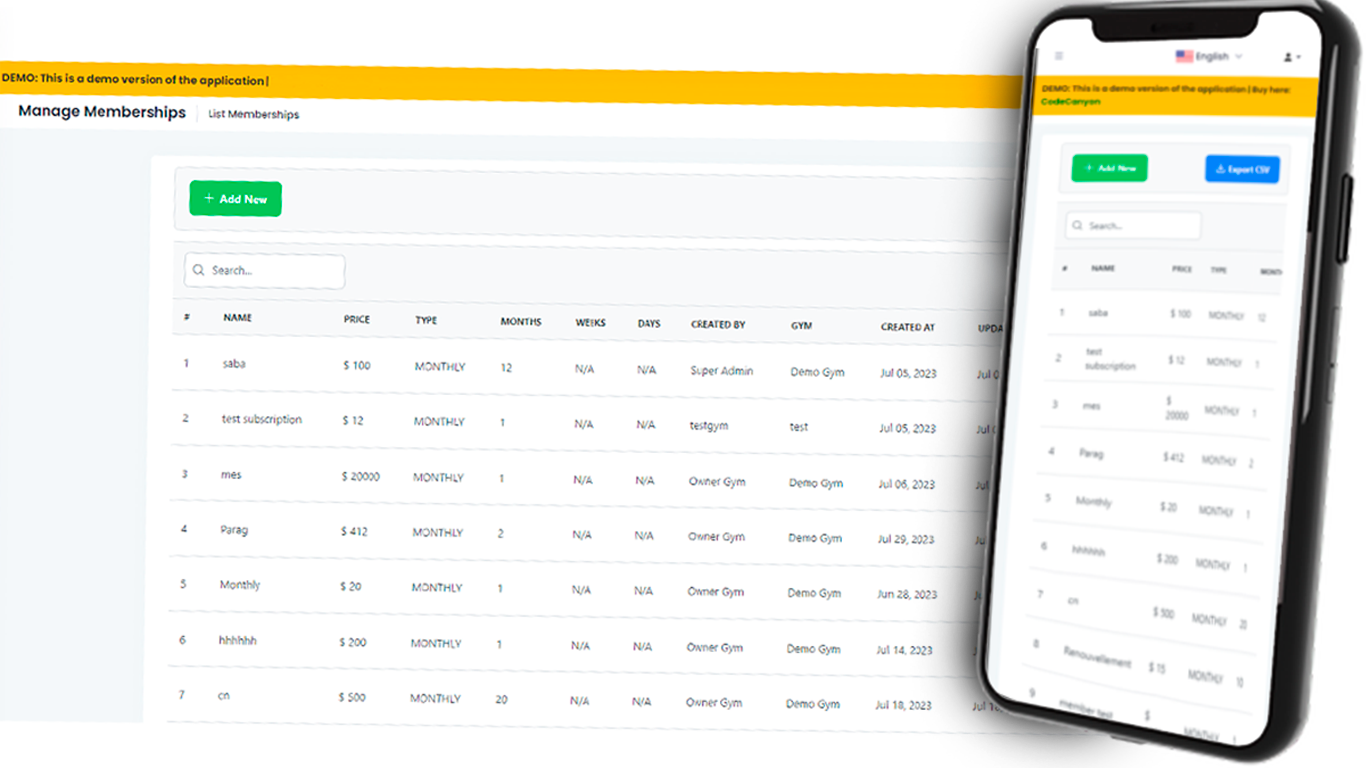 DEMO: This is a demo version of the application |
Manage Memberships List Memberships
+ Add New
Search...
# NAME PRICE TYPE MONTHS WEEKS DAYS CREATED BY GYM CREATED AT UPDA
1 saba $ 100 MONTHLY 12 N/A N/A Super Admin Demo Gym Jul 05, 2023 Jul 0
2 test subscription $ 12 MONTHLY 1 N/A N/A testgym test Jul 05, 2023 Jul
3 mes $ 20000 MONTHLY 1 N/A N/A Owner Gym Demo Gym Jul 06, 2023 Jul
4 Parag $ 412 MONTHLY 2 N/A N/A Owner Gym Demo Gym Jul 29, 2023 Ju
5 Monthly $ 20 MONTHLY 1 N/A N/A Owner Gym Demo Gym Jun 28, 2023
6 hhhhhh $ 200 MONTHLY 1 N/A N/A Owner Gym Demo Gym Jul 14, 2023
7 cn $ 500 MONTHLY 20 N/A N/A Owner Gym Demo Gym Jul 18, 2023 Jul 18,
English
DEMO: This is a demo version of the application | Buy here:
CodeCanyon
+ Add New Export CSV
Search...
# NAME PRICE TYPE MONTH
1 saba $ 100 MONTHLY 12
2 test subscription $ 12 MONTHLY 1
3 mes $ 20000 MONTHLY 1
4 Parag $ 412 MONTHLY 2
5 Monthly $ 20 MONTHLY 1
6 hhhhhh $ 200 MONTHLY 1
7 cn $ 500 MONTHLY 20
8 Renouvellement $ 15 MONTHLY 10
9 member test $ MONTHLY 1